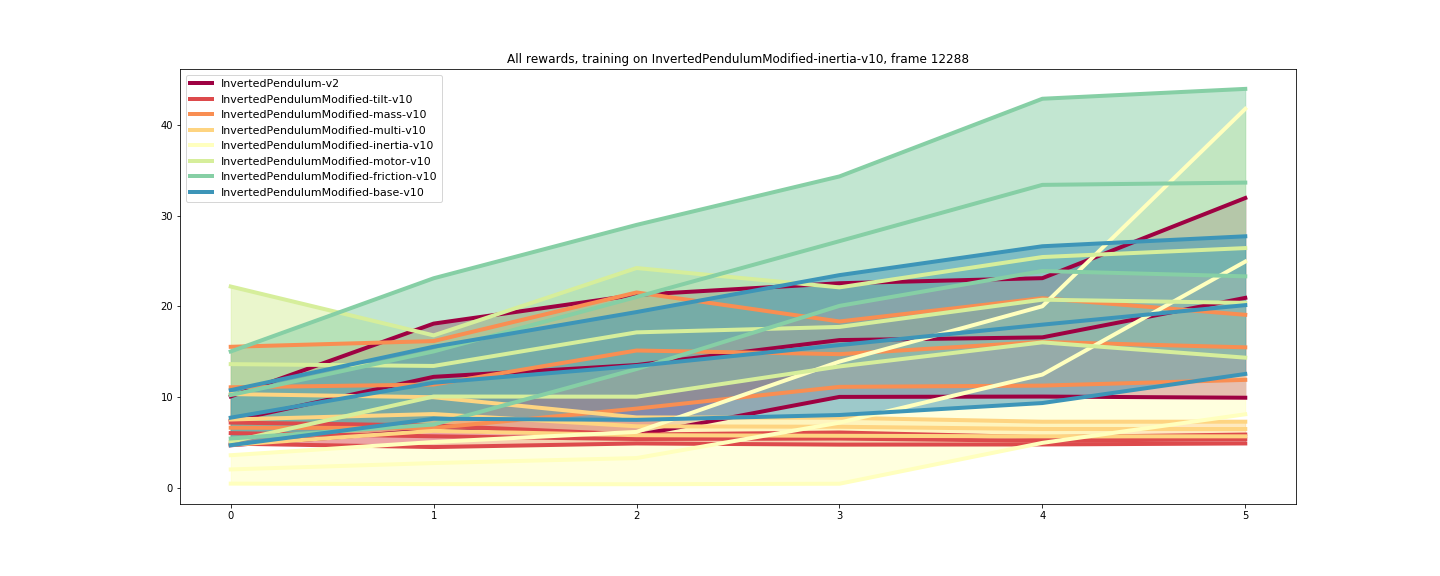 All rewards, training on InvertedPendulumModified-inertia-v10, frame 12288
InvertedPendulum-v2
InvertedPendulumModified-tilt-v10
InvertedPendulumModified-mass-v10
InvertedPendulumModified-multi-v10
InvertedPendulumModified-inertia-v10
InvertedPendulumModified-motor-v10
InvertedPendulumModified-friction-v10
InvertedPendulumModified-base-v10
40
30
20
10
0
0 1 2 3 4 5